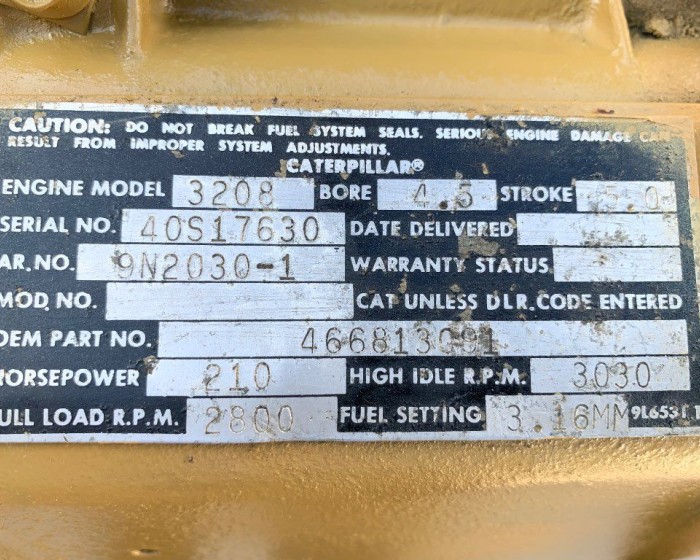 CAUTION: DO NOT BREAK FUEL SYSTEM SEALS. SERIOUS ENGINE DAMAGE CAN
RESULT FROM IMPROPER SYSTEM ADJUSTMENTS.
CATERPILLAR®
ENGINE MODEL 3208 BORE 4.5 STROKE 5.0
SERIAL NO. 40S17630 DATE DELIVERED
AR. NO. 9N2030-1 WARRANTY STATUS
MOD. NO. CAT UNLESS DLR. CODE ENTERED
OEM PART NO. 466813C91
HORSEPOWER 210 HIGH IDLE R.P.M. 3030
FULL LOAD R.P.M. 2800 FUEL SETTING 3.16MM 9L6531